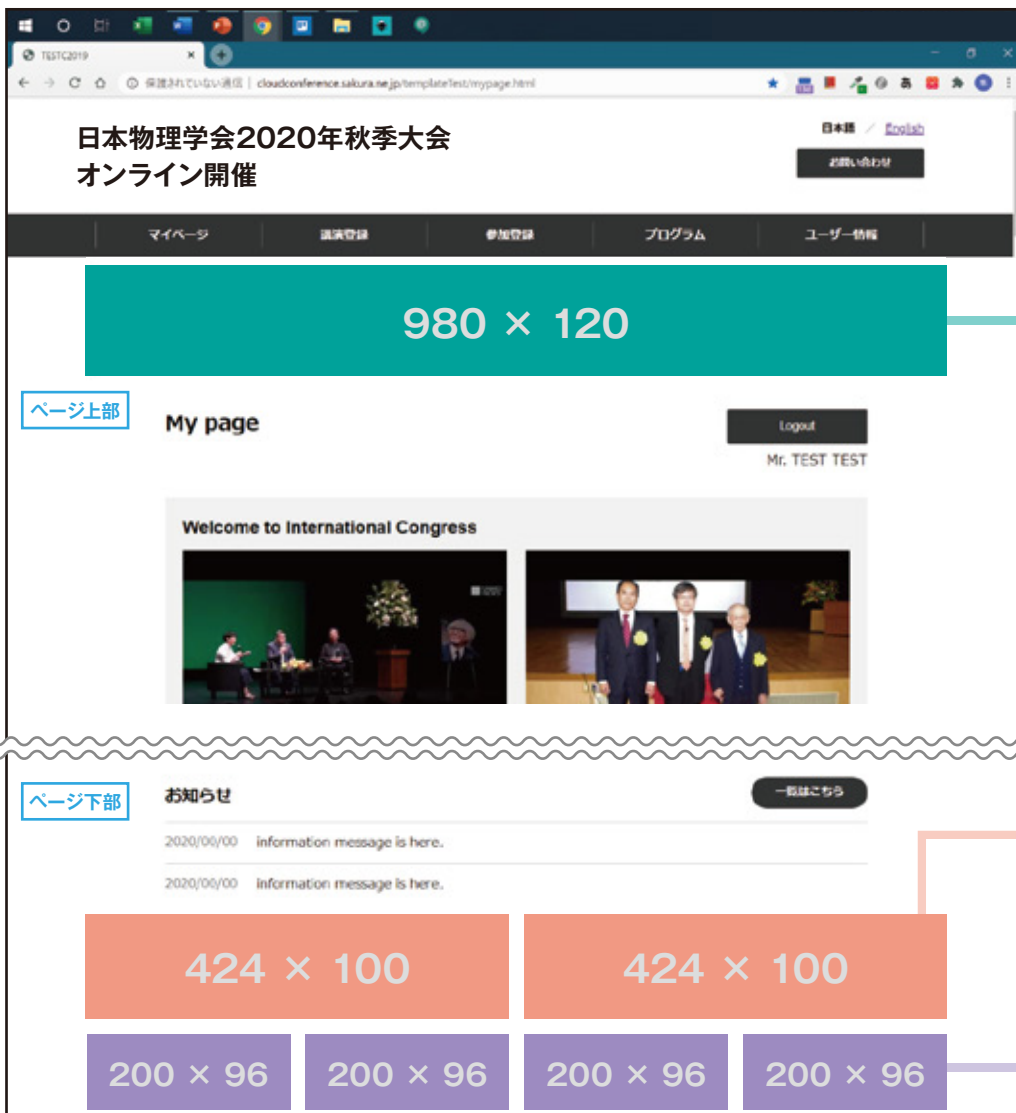 TESTC2019
保護されていない通信 | cloudconference.sakura.ne.jp/templateTest/mypage.html
日本物理学会2020年秋季大会
オンライン開催
日本語 / English
お問い合わせ
マイページ 講演登録 参加登録 プログラム ユーザー情報
980 × 120
ページ上部
My page
Logout
Mr. TEST TEST
Welcome to International Congress
ページ下部
お知らせ
一覧はこちら
2020/00/00 information message is here.
2020/00/00 information message is here.
424 × 100 424 × 100
200 × 96 200 × 96 200 × 96 200 × 96